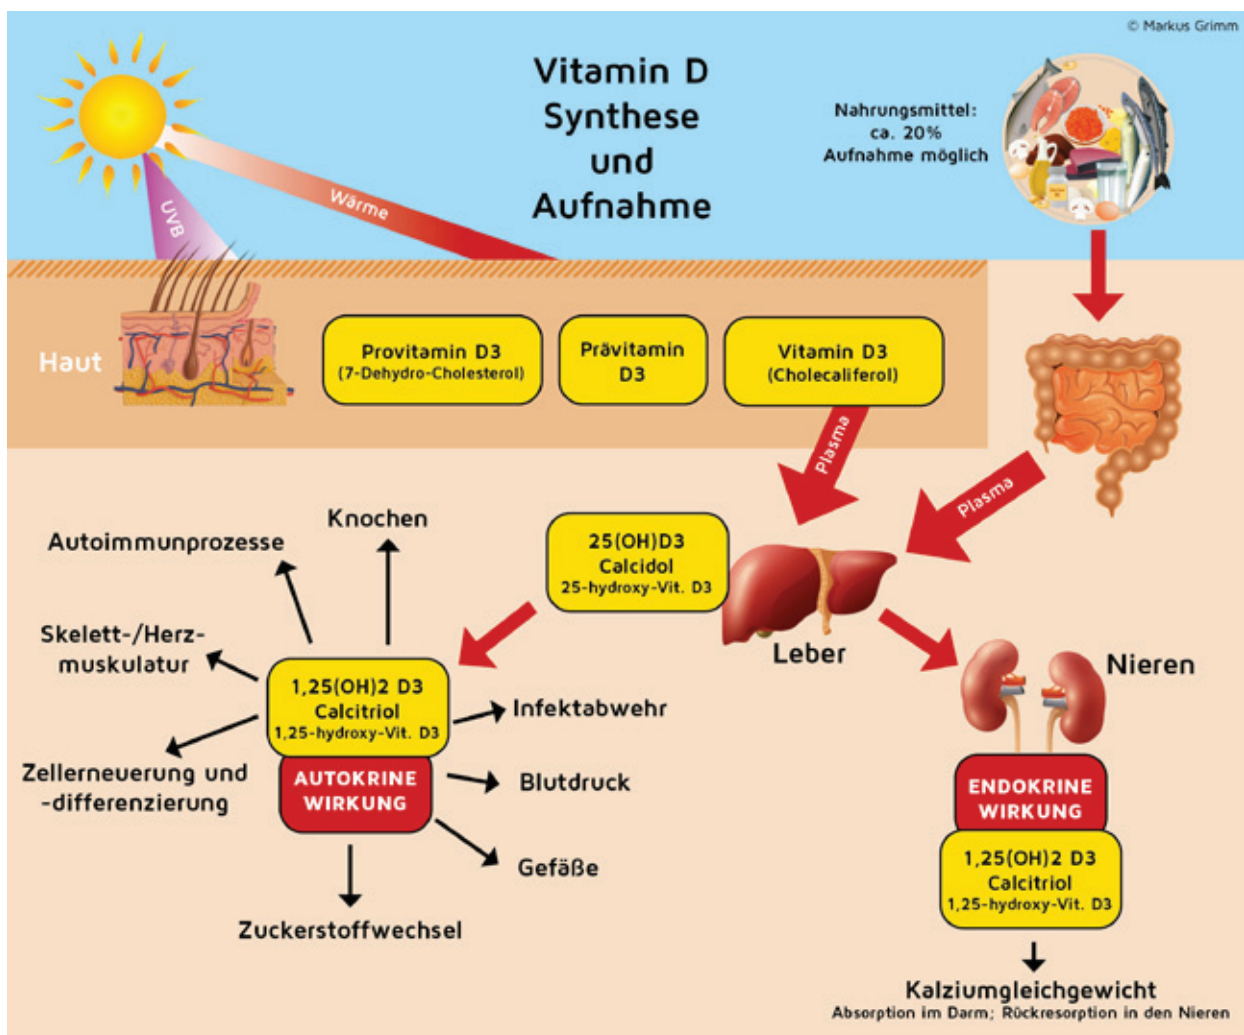 © Markus Grimm
Vitamin D
Synthese
und
Aufnahme
Nahrungsmittel:
ca. 20%
Aufnahme möglich
UVB
Wärme
Haut
Provitamin D3
(7-Dehydro-Cholesterol)
Prävitamin
D3
Vitamin D3
(Cholecaliferol)
Plasma
Plasma
25(OH)D3
Calcidol
25-hydroxy-Vit. D3
Leber
Nieren
Knochen
Autoimmunprozesse
Skelett-/Herz-
muskulatur
1,25(OH)2 D3
Calcitriol
1,25-hydroxy-Vit. D3
AUTOKRINE
WIRKUNG
Infektabwehr
Zellerneuerung und
-differenzierung
Blutdruck
Gefäße
Zuckerstoffwechsel
ENDOKRINE
WIRKUNG
1,25(OH)2 D3
Calcitriol
1,25-hydroxy-Vit. D3
Kalziumgleichgewicht
Absorption im Darm; Rückresorption in den Nieren